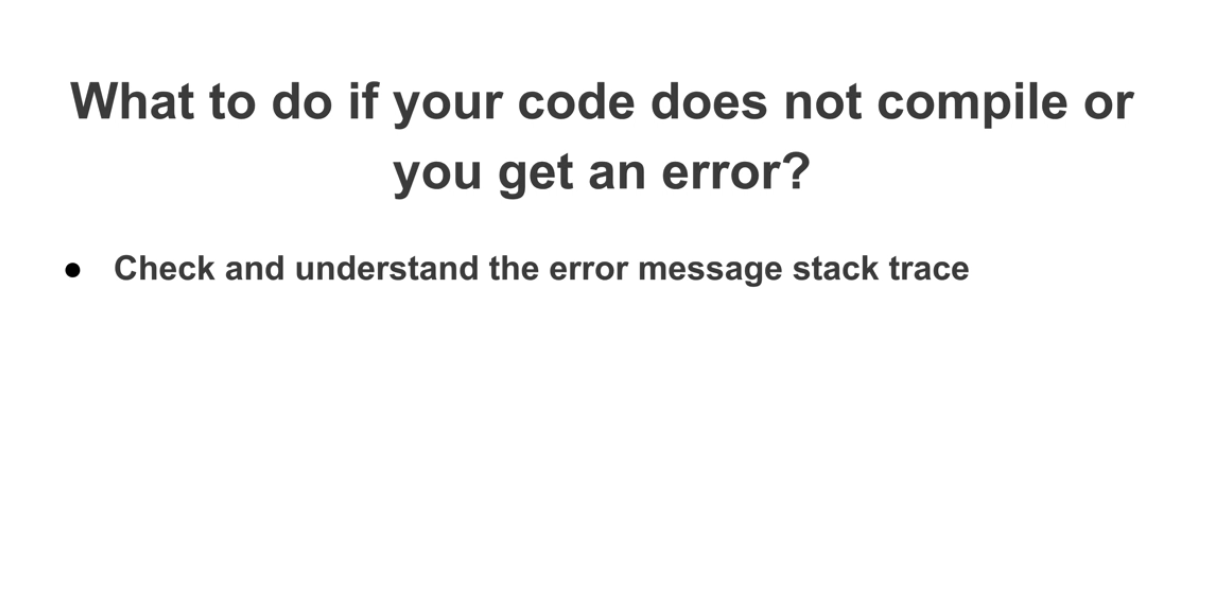 What to do if your code does not compile or
you get an error?
● Check and understand the error message stack trace